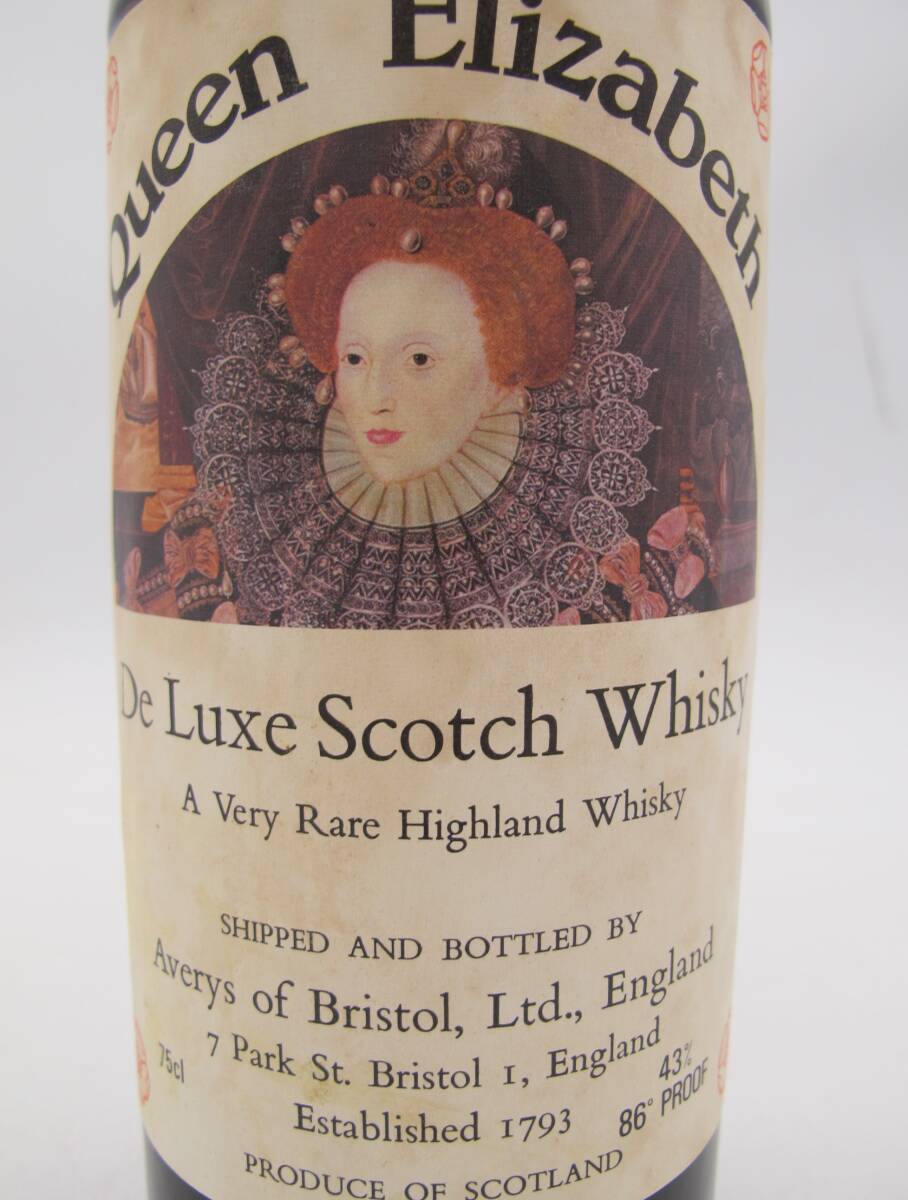 Queen Elizabeth
De Luxe Scotch Whisky
A Very Rare Highland Whisky
SHIPPED AND BOTTLED BY
Averys of Bristol, Ltd., England
7 Park St. Bristol 1, England
75cl
43%
86° PROOF
Established 1793
PRODUCE OF SCOTLAND